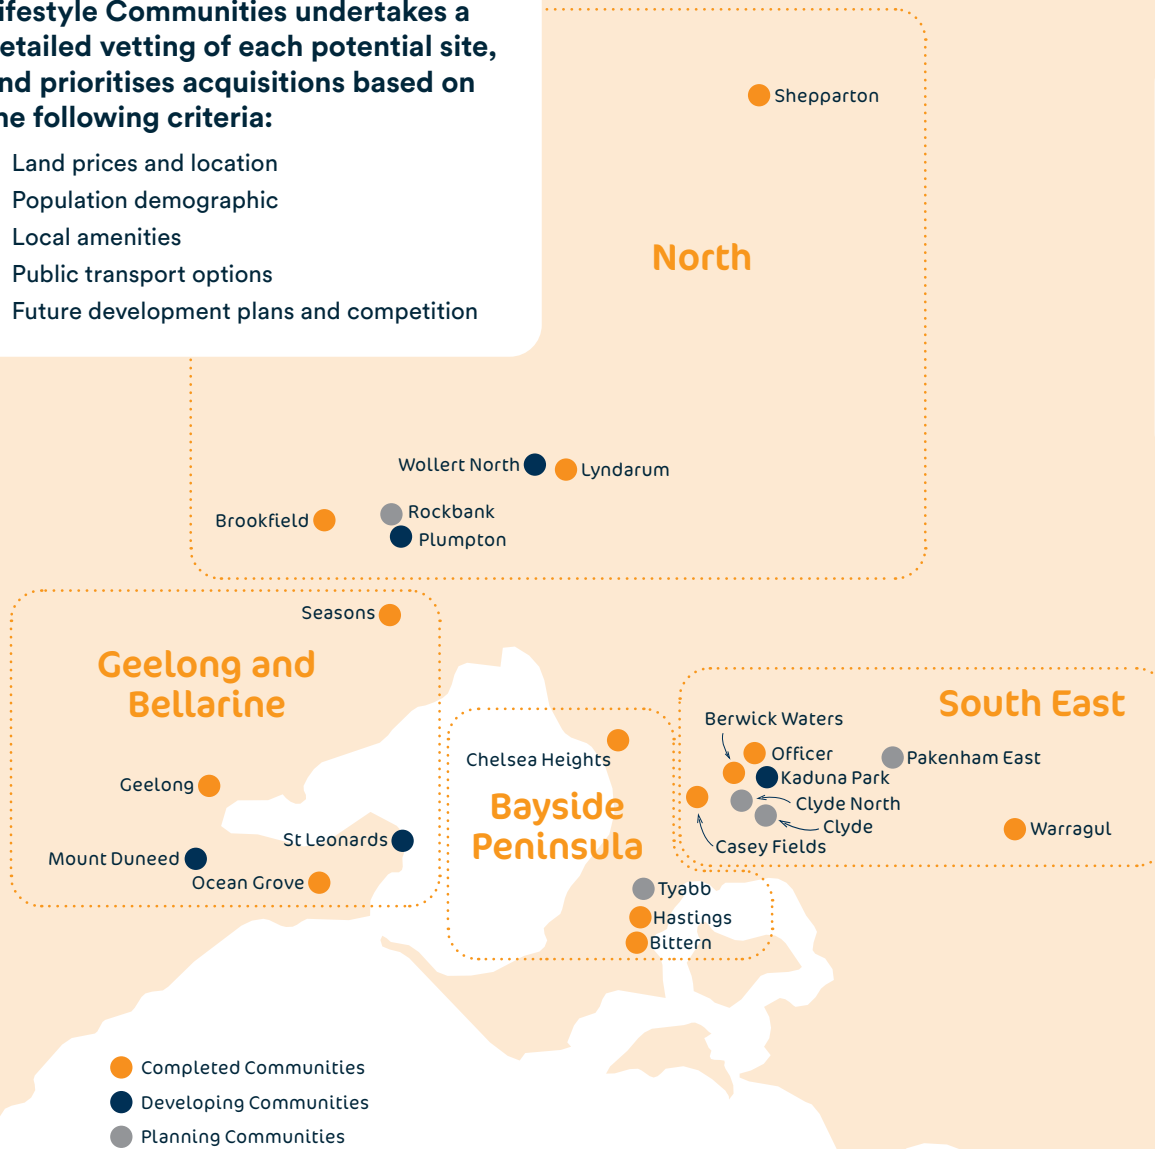 ifestyle Communities undertakes a
etailed vetting of each potential site,
nd prioritises acquisitions based on
he following criteria:
Land prices and location
Population demographic
Local amenities
Public transport options
Future development plans and competition
Shepparton
North
Wollert North
Lyndarum
Brookfield
Rockbank
Plumpton
Seasons
Geelong and
Bellarine
Geelong
St Leonards
Mount Duneed
Ocean Grove
Chelsea Heights
Bayside
Peninsula
Tyabb
Hastings
Bittern
South East
Berwick Waters
Officer
Pakenham East
Kaduna Park
Clyde North
Clyde
Warragul
Casey Fields
Completed Communities
Developing Communities
Planning Communities